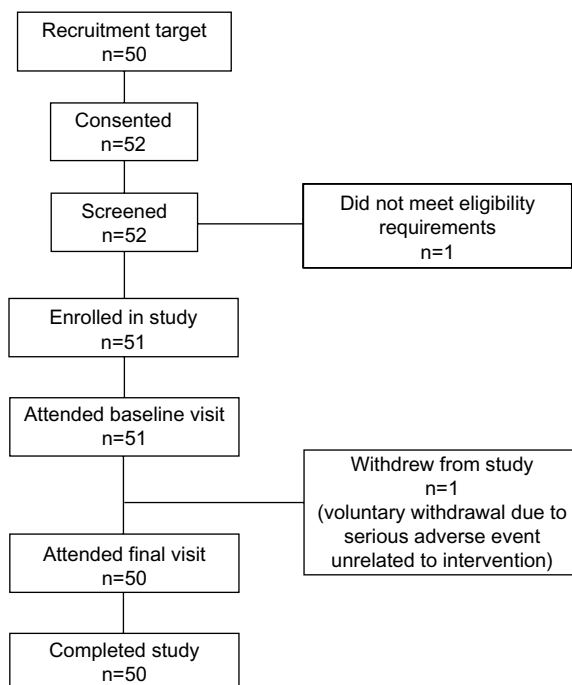 Recruitment target
n=50
Consented
n=52
Screened
n=52
Did not meet eligibility
requirements
n=1
Enrolled in study
n=51
Attended baseline visit
n=51
Withdrew from study
n=1
(voluntary withdrawal due to
serious adverse event
unrelated to intervention)
Attended final visit
n=50
Completed study
n=50